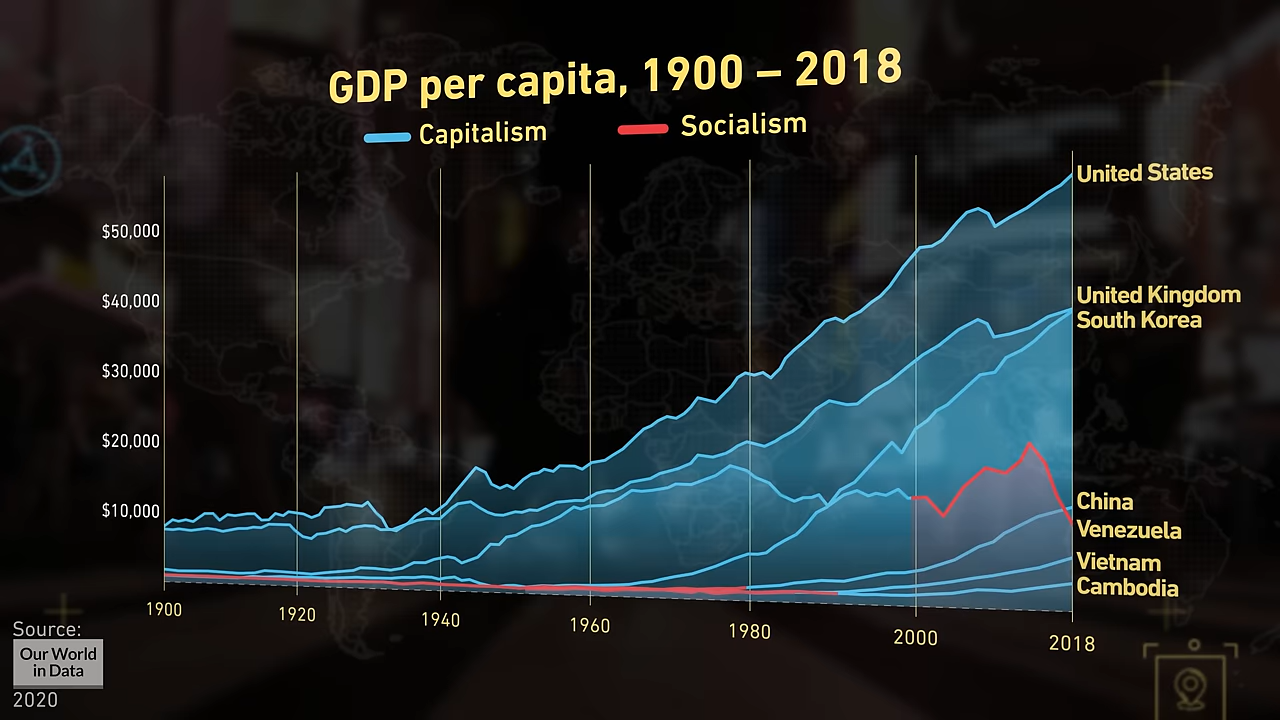 GDP per capita, 1900 – 2018
Capitalism
Socialism
$50,000
$40,000
$30,000
$20,000
$10,000
United States
United Kingdom
South Korea
China
Venezuela
Vietnam
Cambodia
1900
1920
1940
1960
1980
2000
2018
Source:
Our World
in Data
2020